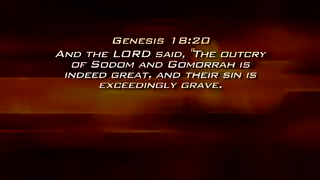 Genesis 18:20
And the LORD said, "The outcry
of Sodom and Gomorrah is
indeed great, and their sin is
exceedingly grave.